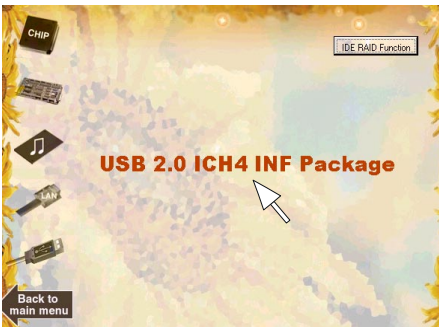 CHIP
IDE RAID Function
USB 2.0 ICH4 INF Package
LAN
Back to
main menu